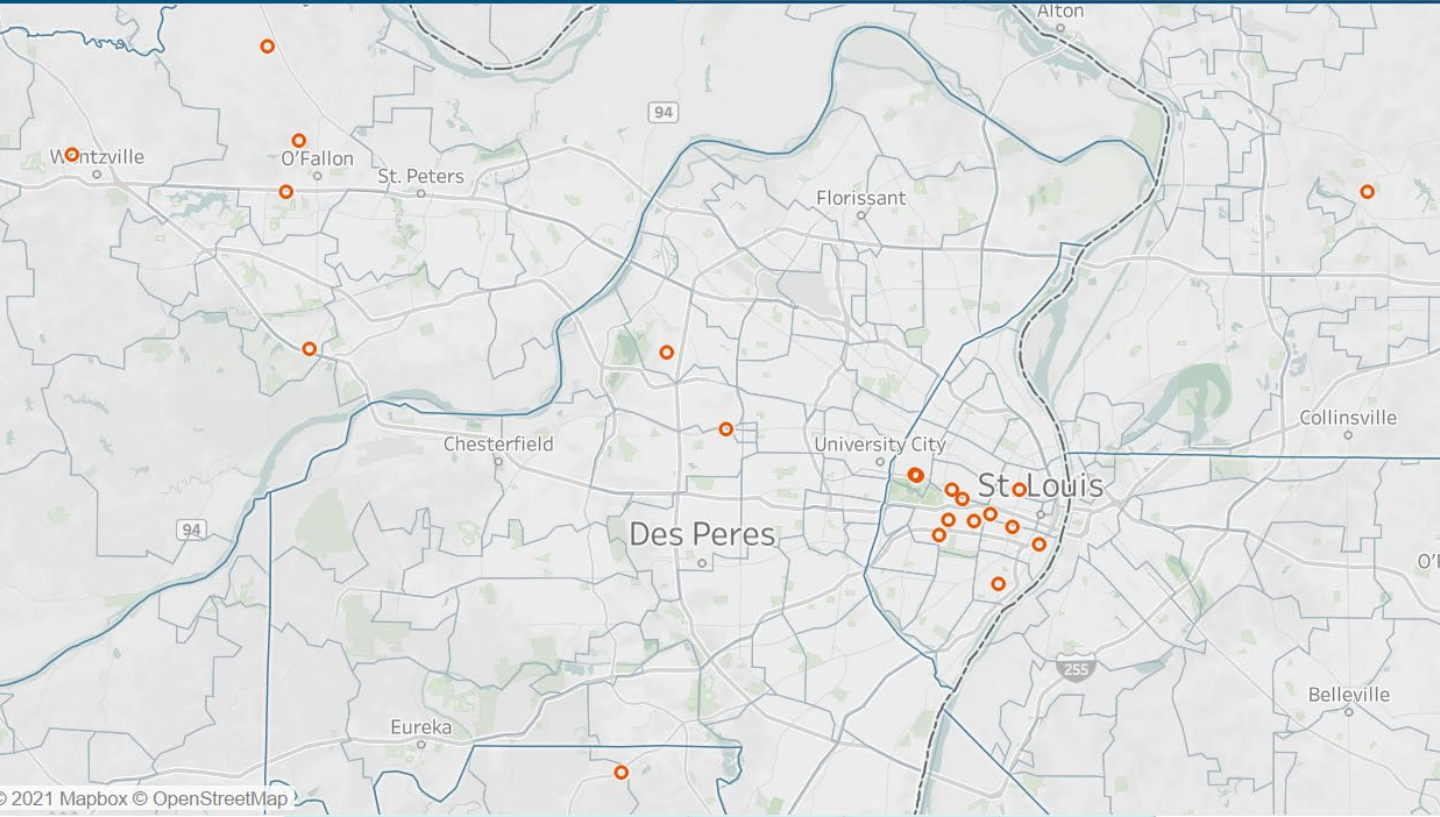 Alton
94
Wentzville
O'Fallon
St. Peters
Florissant
Collinsville
Chesterfield
University City
St. Louis
94
Des Peres
255
Belleville
Eureka
© 2021 Mapbox © OpenStreetMap